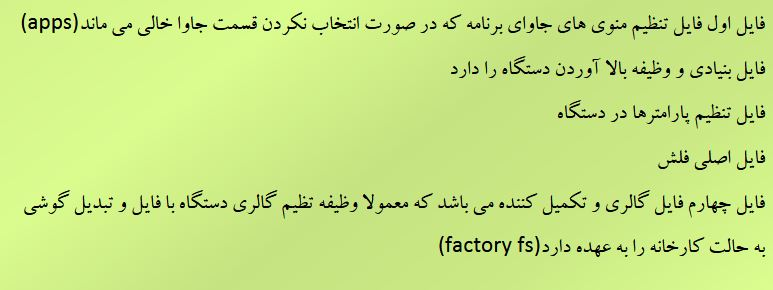 فایل اول فایل تنظیم منوی های جاوای برنامه که در صورت انتخاب نکردن قسمت جاوا خالی می ماند(apps)
فایل بنیادی و وظیفه بالا آوردن دستگاه را دارد
فایل تنظیم پارامترها در دستگاه
فایل اصلی فلش
فایل چهارم فایل گالری و تکمیل کننده می باشد که معمولا وظیفه تظیم گالری دستگاه با فایل و تبدیل گوشی
به حالت کارخانه را به عهده دارد(factory fs)